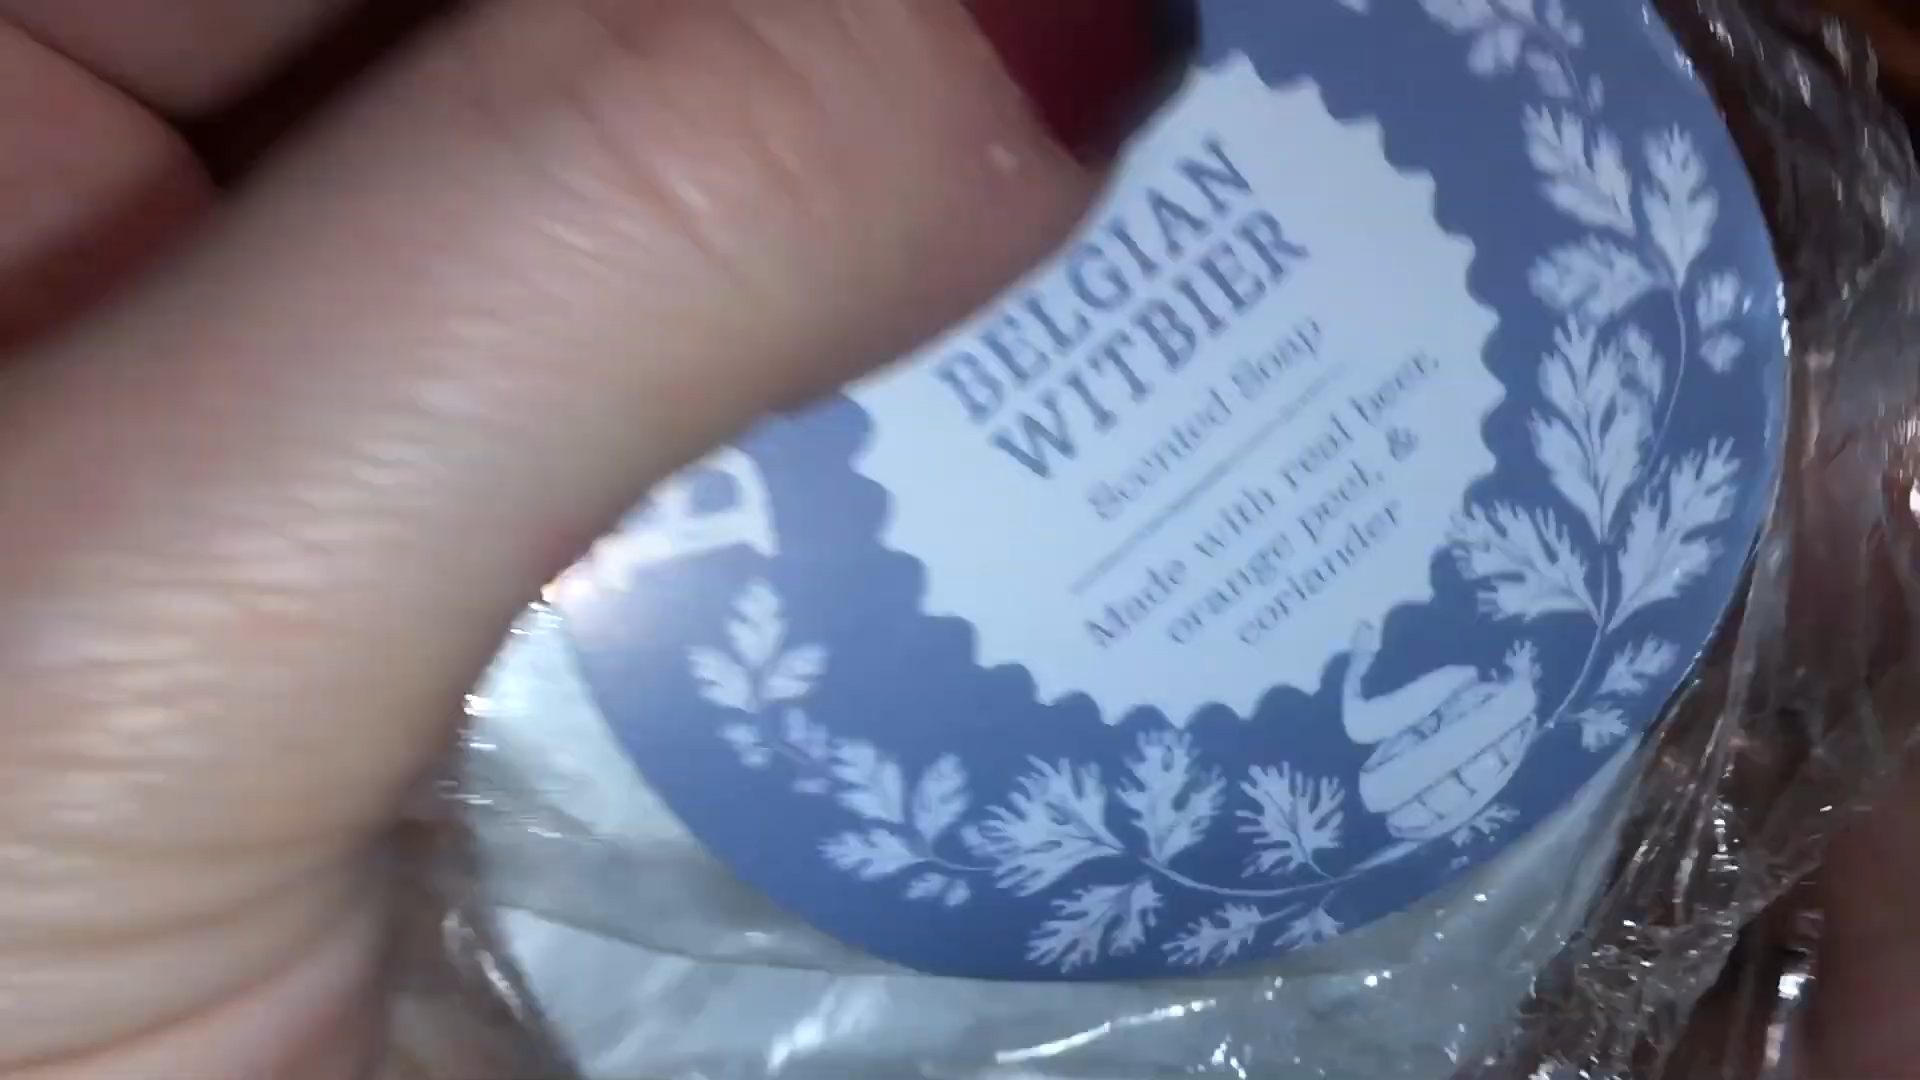 BELGIAN
WITBIER
Scented Soap
Made with real beer,
orange peel, &
coriander